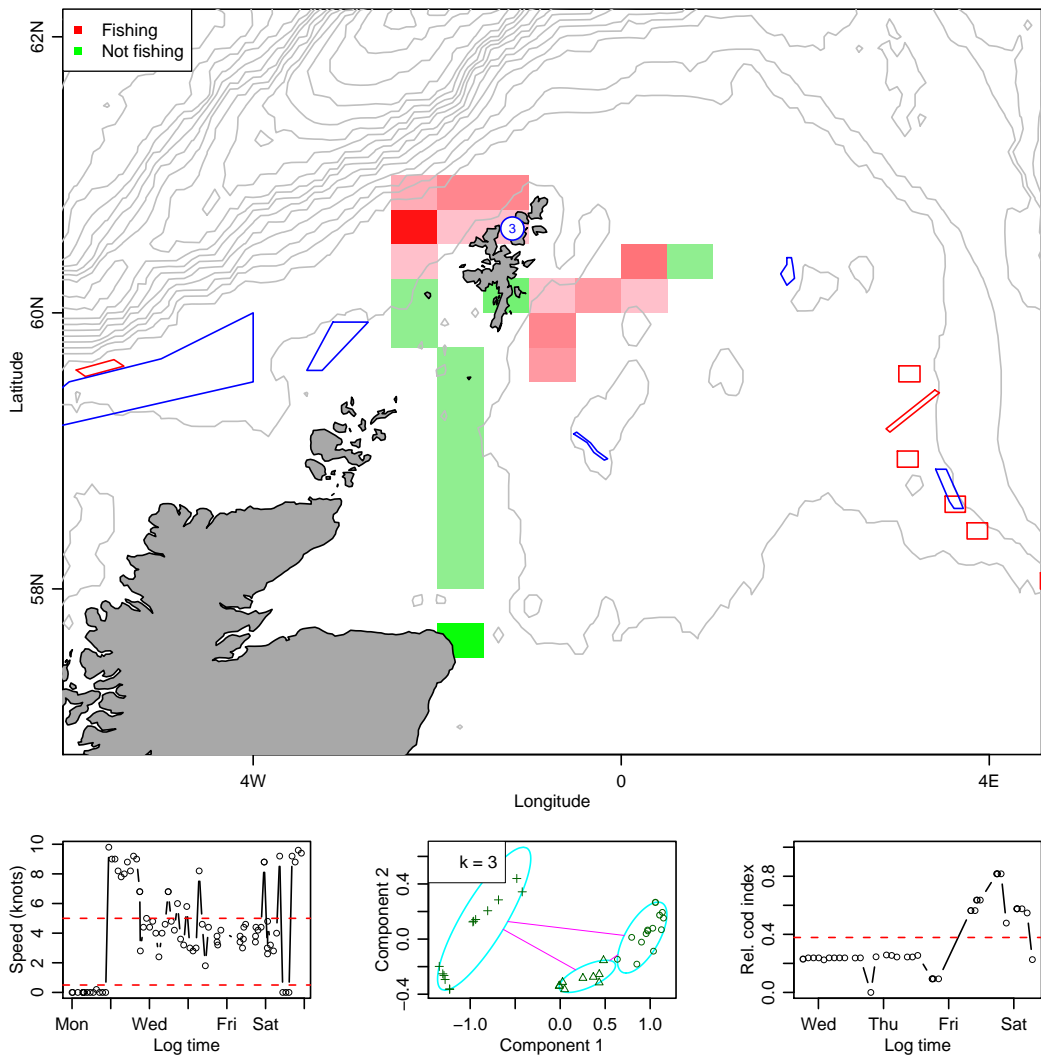 Fishing
Not fishing
62N
60N
58N
Latitude
3
4W
0
4E
Longitude
10
8
6
4
2
0
Speed (knots)
Mon
Wed
Fri
Sat
Log time
k = 3
0.4
0.0
−0.4
Component 2
−1.0
0.0
0.5
1.0
Component 1
0.8
0.4
0.0
Rel. cod index
Wed
Thu
Fri
Sat
Log time